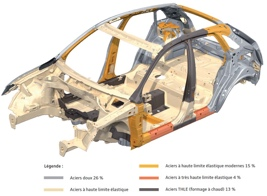 Légende :
Aciers à haute limite élastique modernes 15 %
Aciers doux 26 %
Aciers à très haute limite élastique 4 %
Aciers à haute limite élastique
Aciers THLE (formage à chaud) 13 %